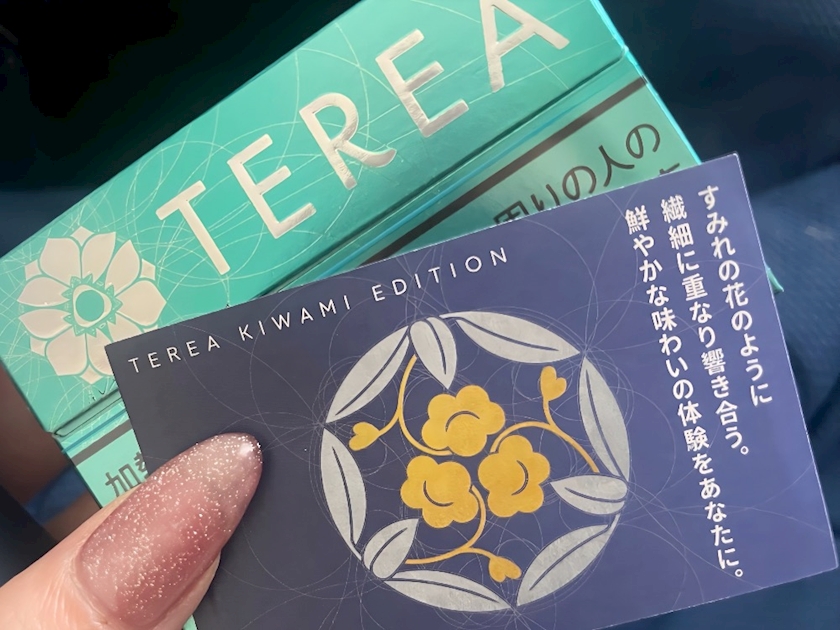 TEREA
周りの人の
TEREA KIWAMI EDITION
すみれの花のように
繊細に重なり響き合う。
鮮やかな味わいの体験をあなたに。